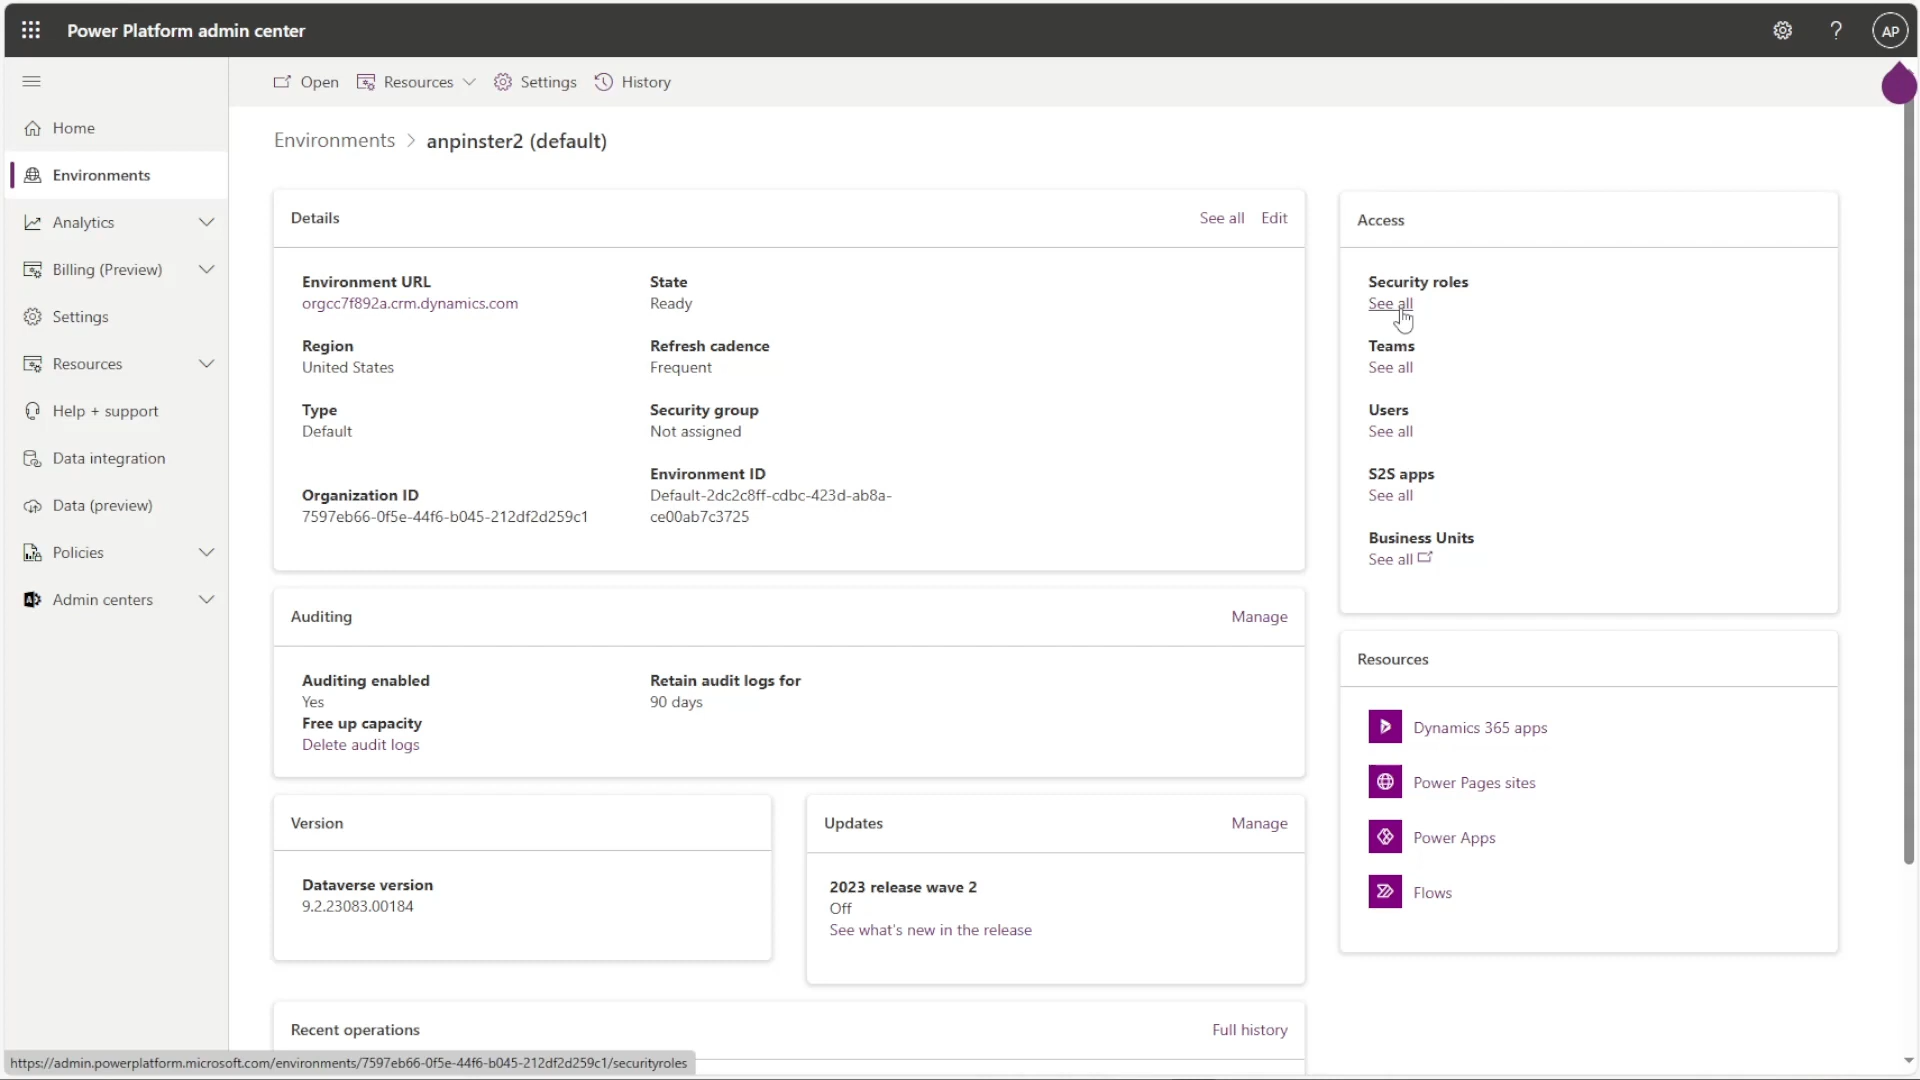 Power Platform admin center
?
AP
Open
Resources
Settings
History
Home
Environments
Analytics
Billing (Preview)
Settings
Resources
Help + support
Data integration
Data (preview)
Policies
Admin centers
Environments > anpinster2 (default)
Details
See all
Edit
Environment URL
orgcc7f892a.crm.dynamics.com
State
Ready
Region
United States
Refresh cadence
Frequent
Type
Default
Security group
Not assigned
Organization ID
7597eb66-0f5e-44f6-b045-212df2d259c1
Environment ID
Default-2dc2c8ff-cdbc-423d-ab8a-
ce00ab7c3725
Auditing
Manage
Auditing enabled
Yes
Free up capacity
Delete audit logs
Retain audit logs for
90 days
Version
Dataverse version
9.2.23083.00184
Updates
Manage
2023 release wave 2
Off
See what's new in the release
Recent operations
Full history
Access
Security roles
See all
Teams
See all
Users
See all
S2S apps
See all
Business Units
See all
Resources
Dynamics 365 apps
Power Pages sites
Power Apps
Flows
https://admin.powerplatform.microsoft.com/environments/7597eb66-0f5e-44f6-b045-212df2d259c1/securityroles